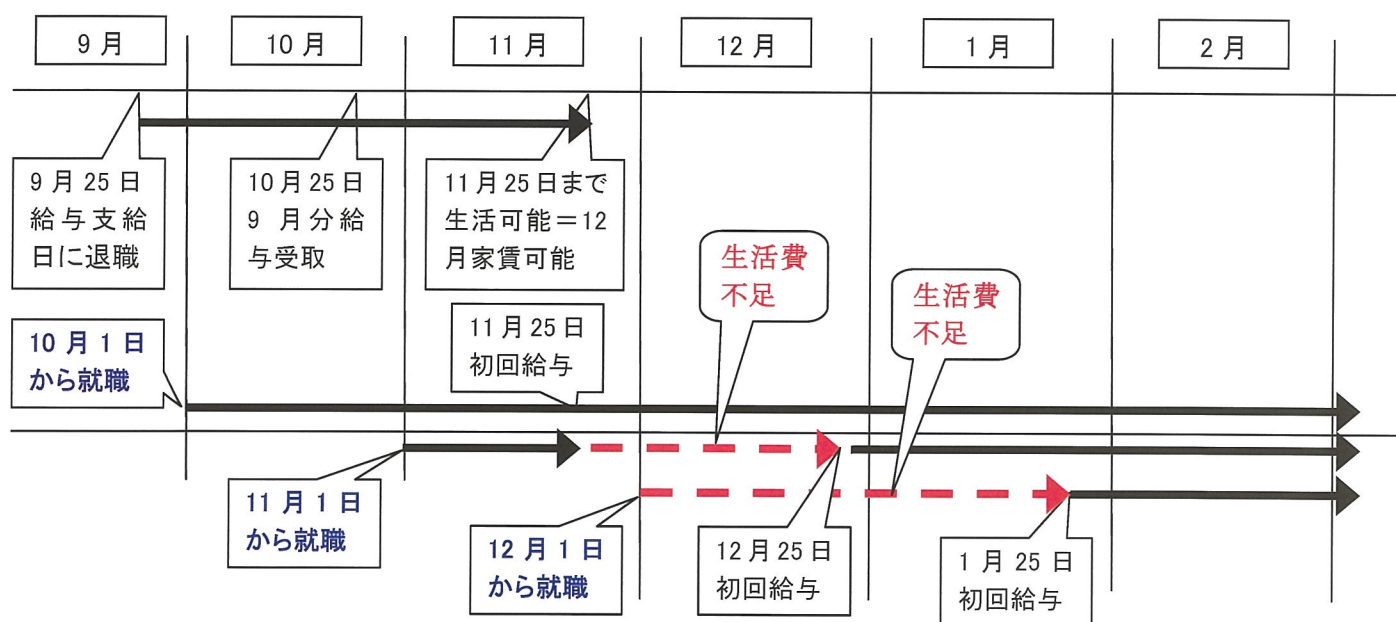 9月
10月
11月
12月
1月
2月
9月25日
給与支給
日に退職
10月25日
9月分給
与受取
11月25日まで
生活可能＝12
月家賃可能
生活費
不足
生活費
不足
10月1日
から就職
11月25日
初回給与
11月1日
から就職
12月1日
から就職
12月25日
初回給与
1月25日
初回給与